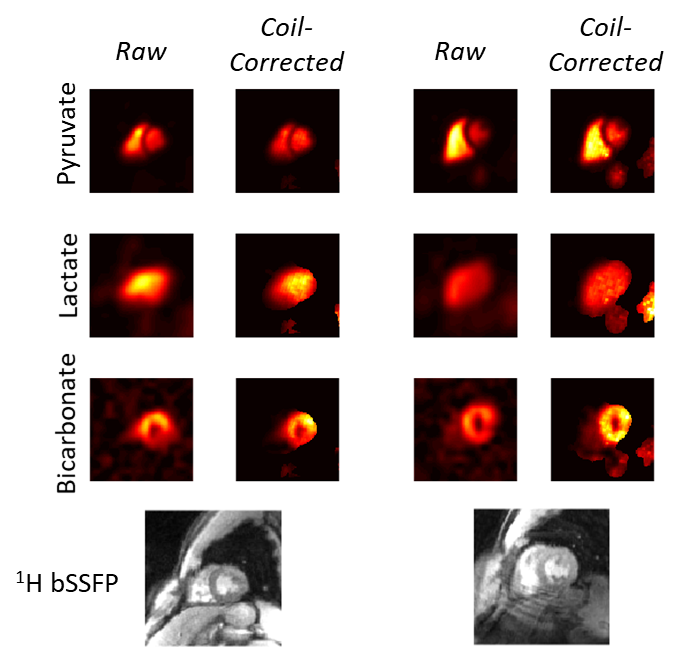 Raw
Coil-
Corrected
Raw
Coil-
Corrected
Pyruvate
Lactate
Bicarbonate
¹H bSSFP